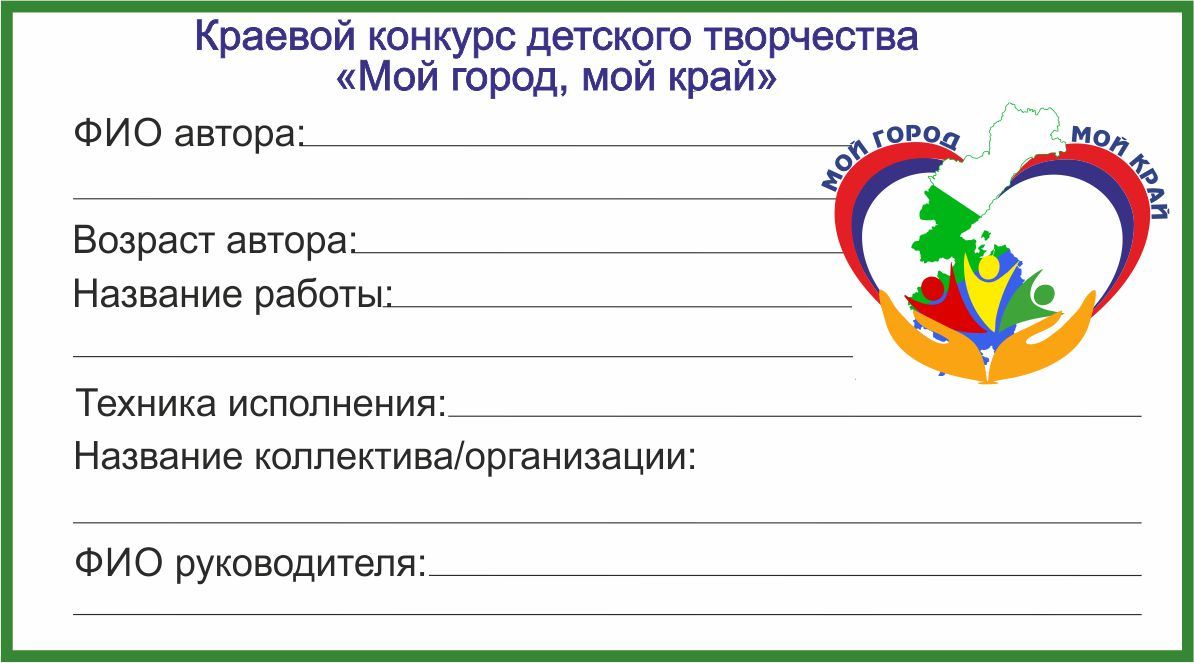 Краевой конкурс детского творчества
«Мой город, мой край»
ФИО автора:
МОЙ ГОРОД
МОЙ КРАЙ
Возраст автора:
Название работы:
Техника исполнения:
Название коллектива/организации:
ФИО руководителя: